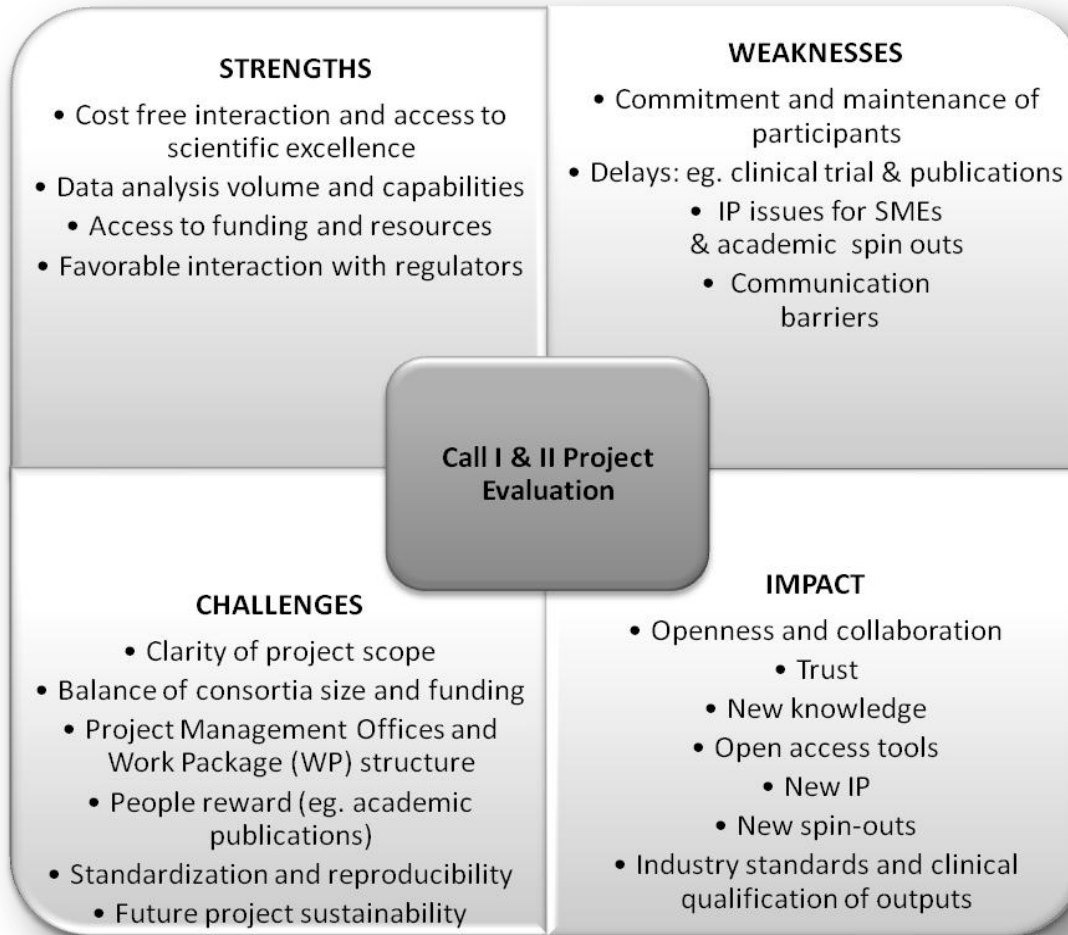 STRENGTHS
• Cost free interaction and access to
scientific excellence
• Data analysis volume and capabilities
• Access to funding and resources
• Favorable interaction with regulators
WEAKNESSES
• Commitment and maintenance of
participants
• Delays: eg. clinical trial & publications
• IP issues for SMEs
& academic spin outs
• Communication
barriers
Call I & II Project
Evaluation
CHALLENGES
• Clarity of project scope
• Balance of consortia size and funding
• Project Management Offices and
Work Package (WP) structure
• People reward (eg. academic
publications)
• Standardization and reproducibility
• Future project sustainability
IMPACT
• Openness and collaboration
• Trust
• New knowledge
• Open access tools
• New IP
• New spin-outs
• Industry standards and clinical
qualification of outputs